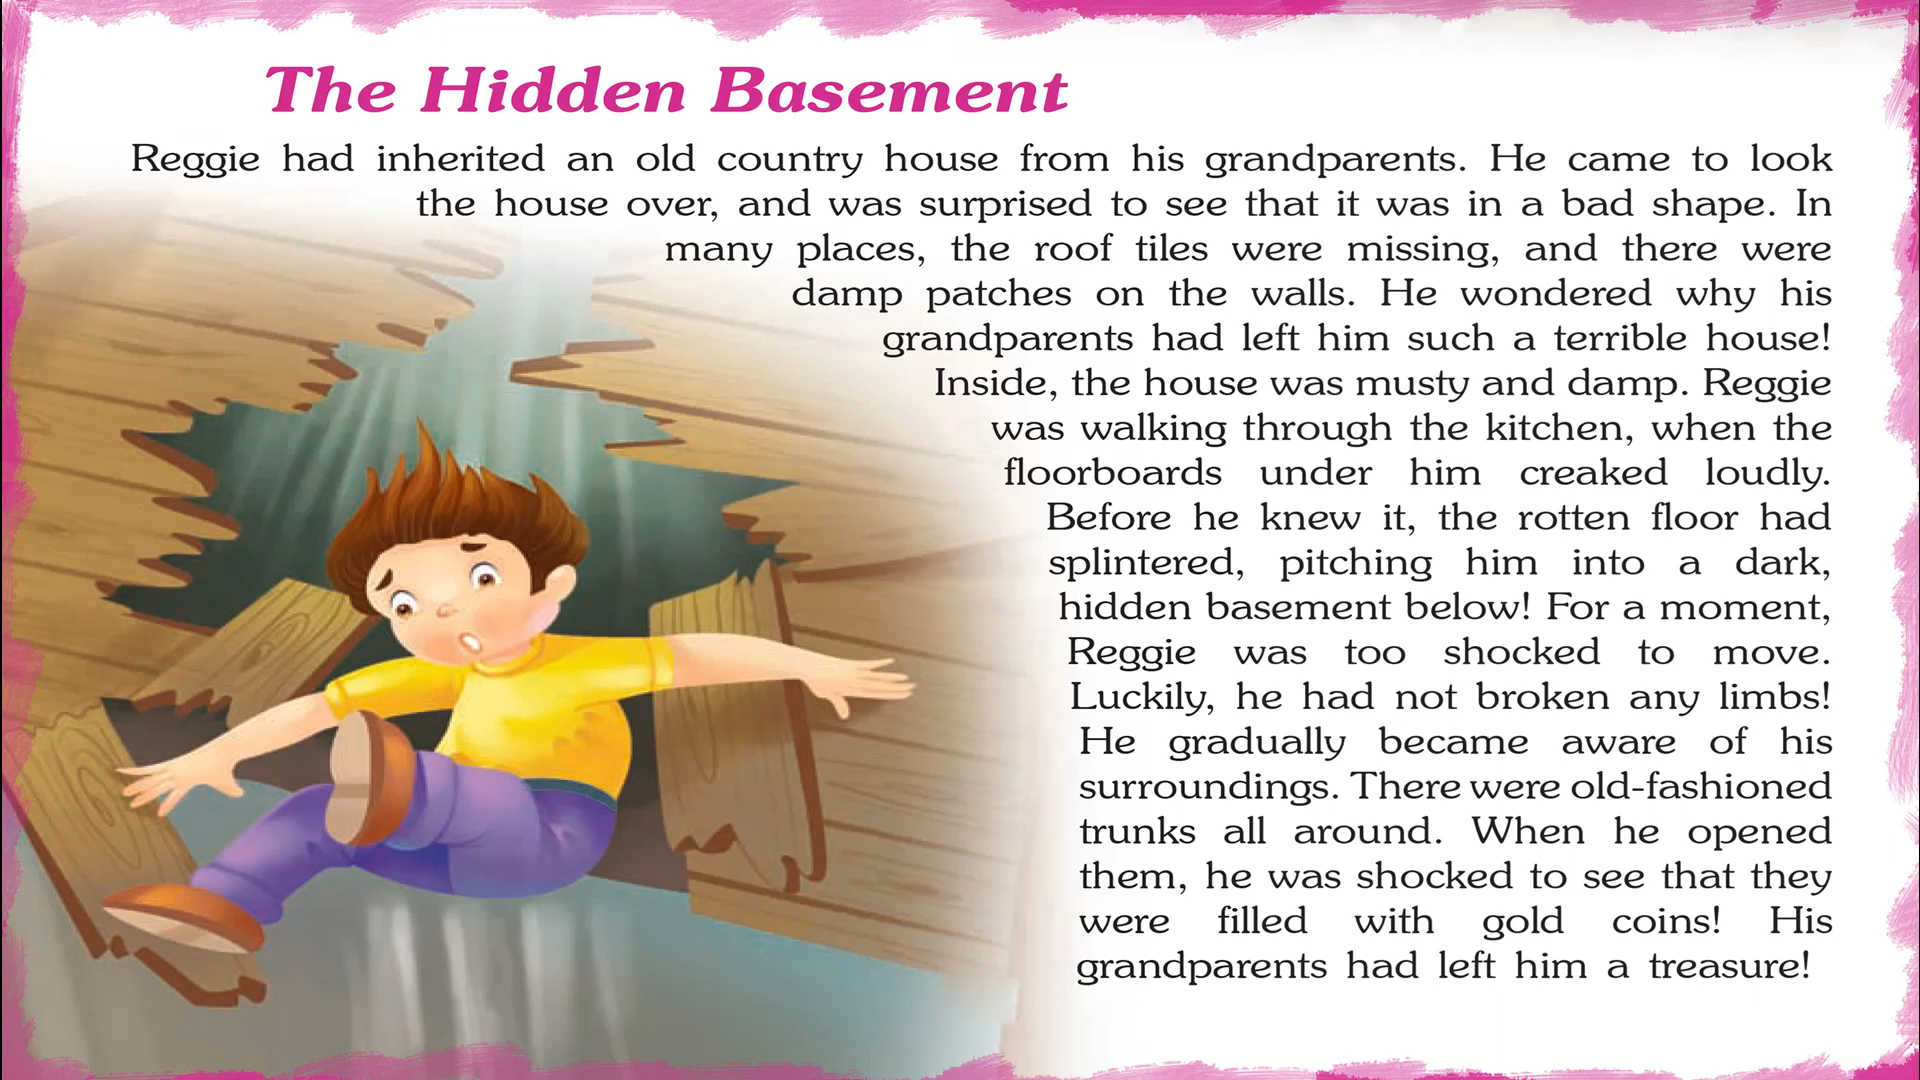 The Hidden Basement
Reggie had inherited an old country house from his grandparents. He came to look
the house over, and was surprised to see that it was in a bad shape. In
many places, the roof tiles were missing, and there were
damp patches on the walls. He wondered why his
grandparents had left him such a terrible house!
Inside, the house was musty and damp. Reggie
was walking through the kitchen, when the
floorboards under him creaked loudly.
Before he knew it, the rotten floor had
splintered, pitching him into a dark,
hidden basement below! For a moment,
Reggie was too shocked to move.
Luckily, he had not broken any limbs!
He gradually became aware of his
surroundings. There were old-fashioned
trunks all around. When he opened
them, he was shocked to see that they
were filled with gold coins! His
grandparents had left him a treasure!